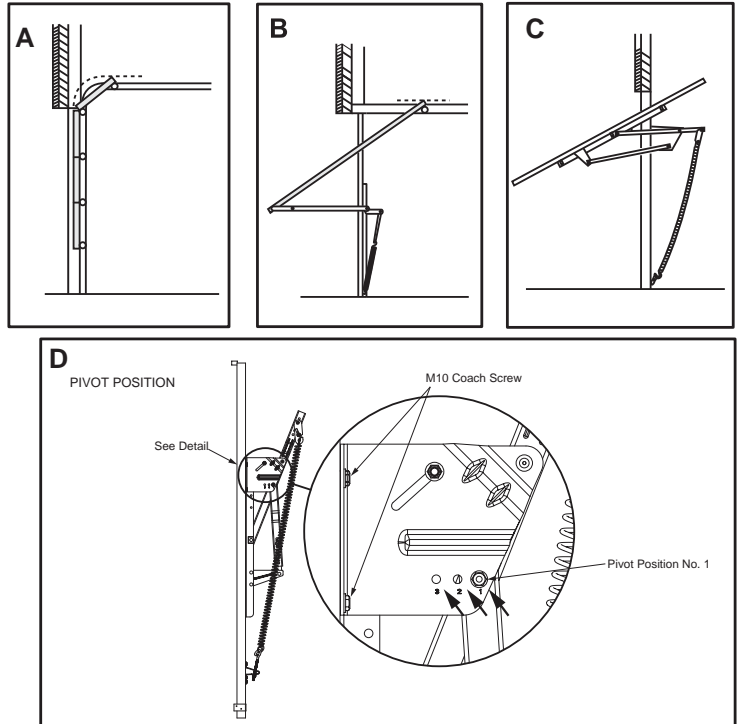 A
B
C
D
PIVOT POSITION
M10 Coach Screw
See Detail
Pivot Position No. 1
3 2 1